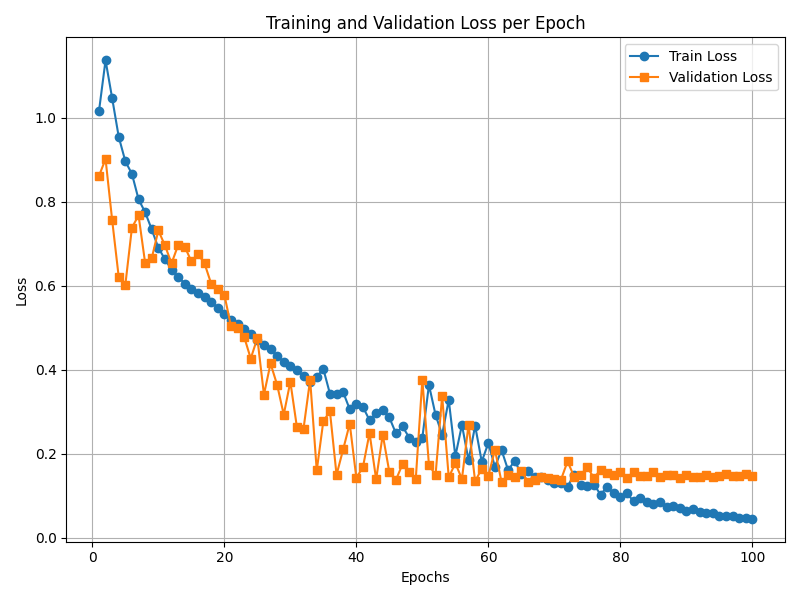 Training and Validation Loss per Epoch
Train Loss
Validation Loss
1.0
0.8
0.6
0.4
0.2
0.0
Loss
0 20 40 60 80 100
Epochs